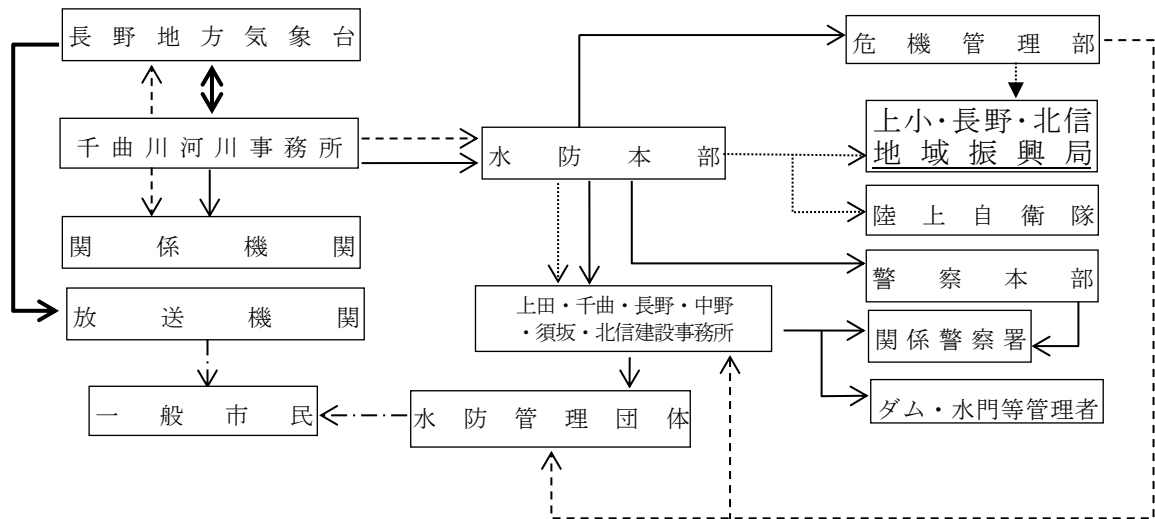 長野地方気象台
危機管理部
上小・長野・北信
地域振興局
千曲川河川事務所
水防本部
陸上自衛隊
関係機関
警察本部
放送機関
上田・千曲・長野・中野
・須坂・北信建設事務所
関係警察署
一般市民
水防管理団体
ダム・水門等管理者